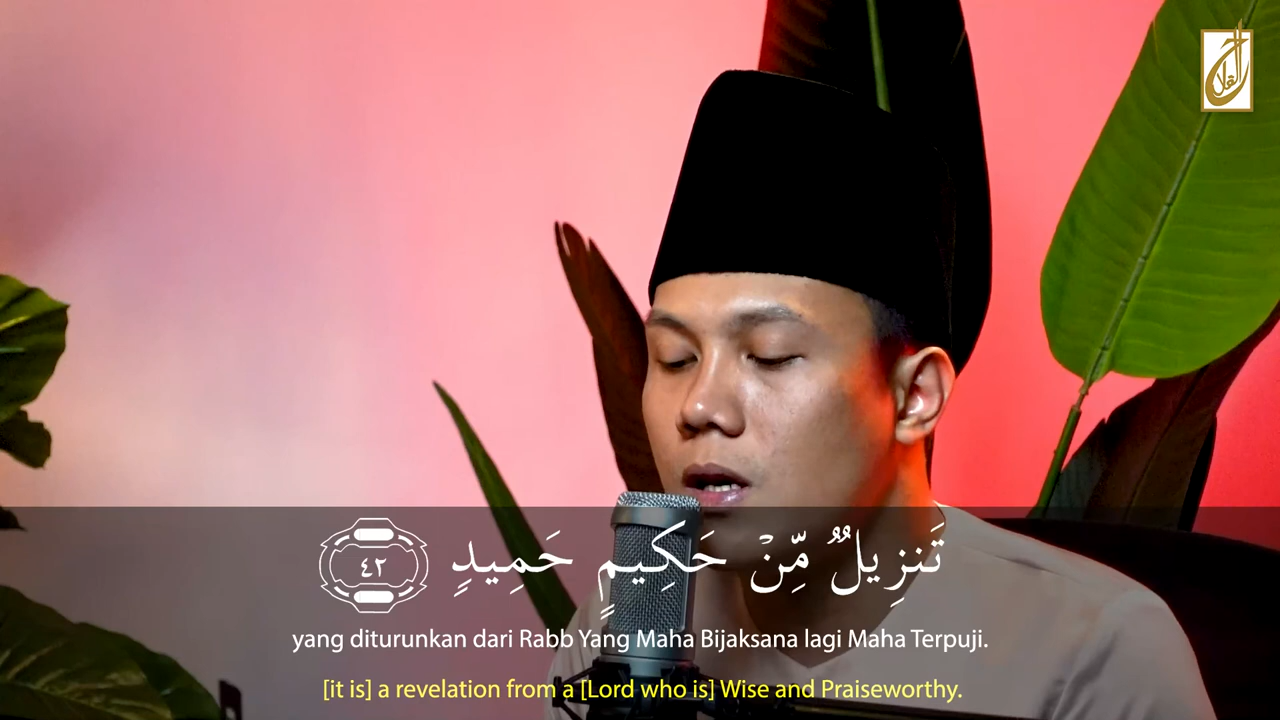 تَنزِيلٌ مِّنْ حَكِيمٍ حَمِيدٍ ٤٢
yang diturunkan dari Rabb Yang Maha Bijaksana lagi Maha Terpuji.
[it is] a revelation from a [Lord who is] Wise and Praiseworthy.